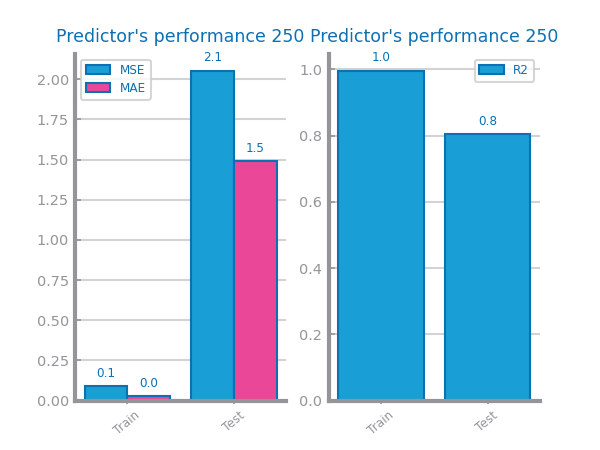 Predictor's performance 250 Predictor's performance 250
2.1
1.0
MSE
MAE
R2
2.00
1.75
1.50
1.25
1.00
0.75
0.50
0.25
0.00
1.5
0.1
0.0
Train
Test
1.0
0.8
0.6
0.4
0.2
0.0
0.8
Train
Test